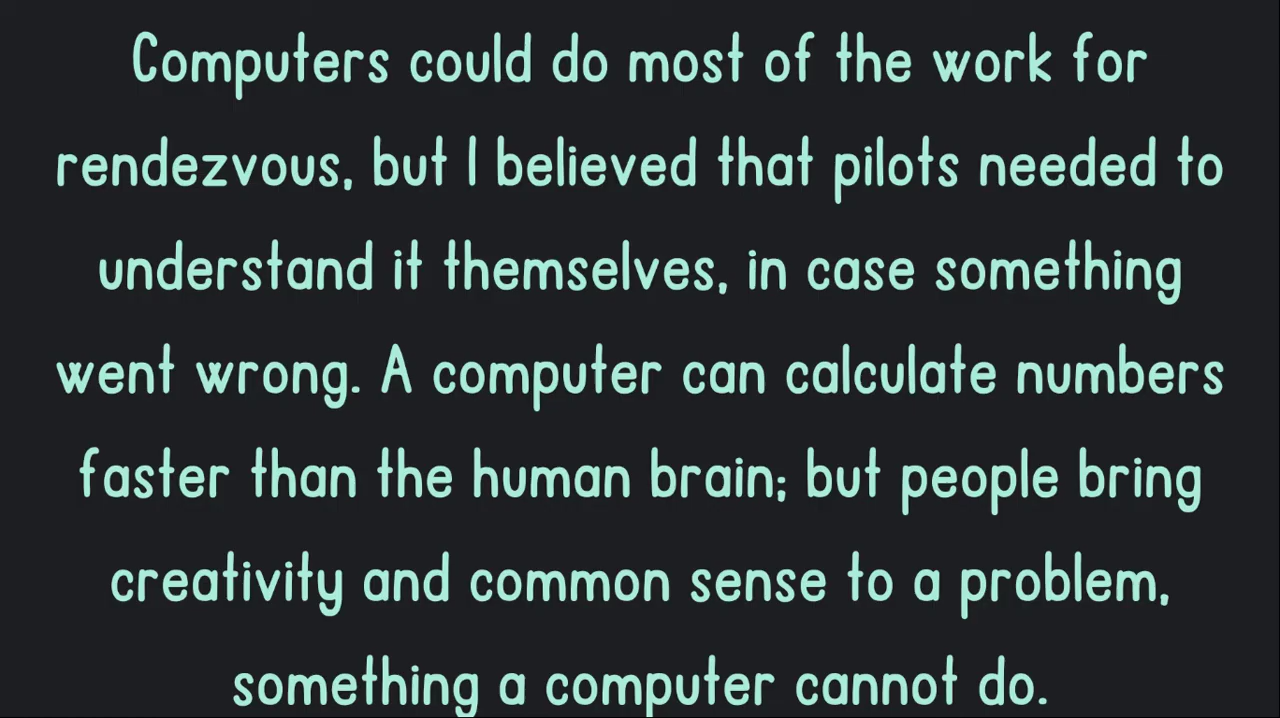 Computers could do most of the work for
rendezvous, but I believed that pilots needed to
understand it themselves, in case something
went wrong. A computer can calculate numbers
faster than the human brain; but people bring
creativity and common sense to a problem,
something a computer cannot do.